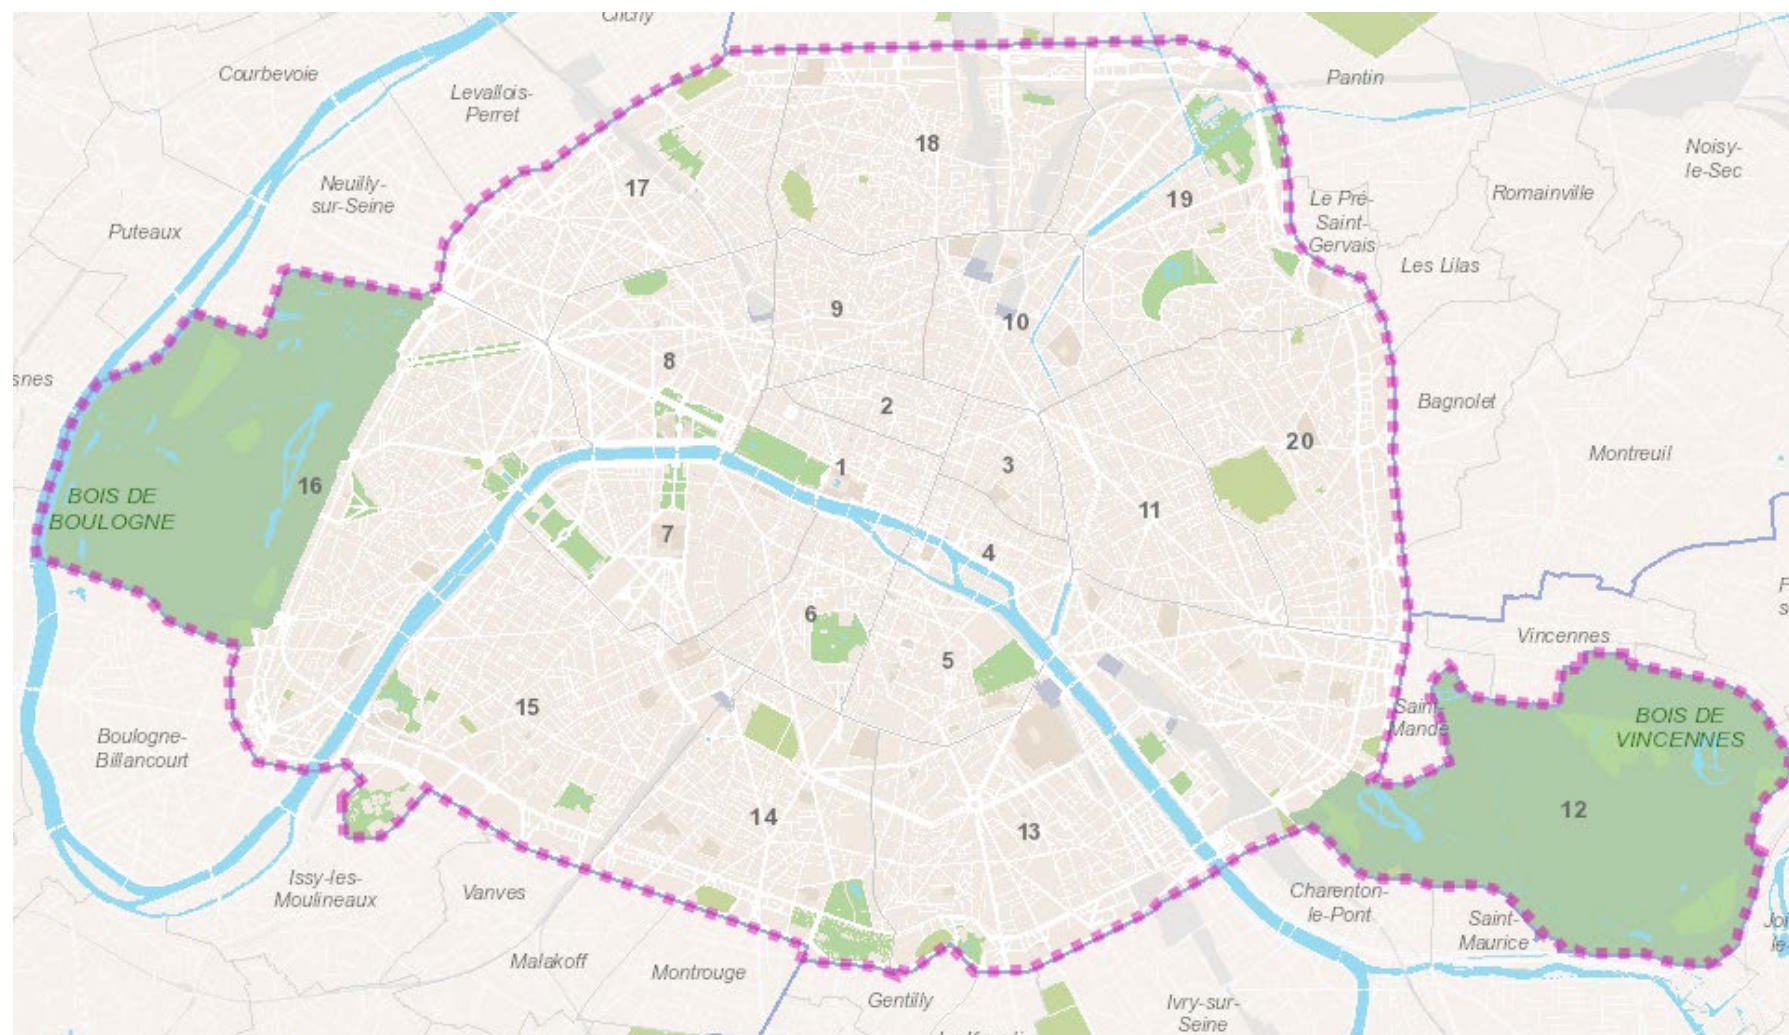 Clichy
Courbevoie
Levallois-
Perret
Pantin
18
Noisy-
le-Sec
17
Neuilly-
sur-Seine
19
Le Pré-
Saint-
Gervais
Romainville
Puteaux
Les Lilas
9
10
8
snes
2
Bagnolet
20
1
3
Montreuil
16
BOIS DE
BOULOGNE
11
7
4
6
Vincennes
5
15
Saint-
Mandé
BOIS DE
VINCENNES
Boulogne-
Billancourt
14
13
12
Issy-les-
Moulineaux
Vanves
Charenton-
le-Pont
Saint-
Maurice
Joi
le-
Malakoff
Montrouge
Gentilly
Ivry-sur-
Seine